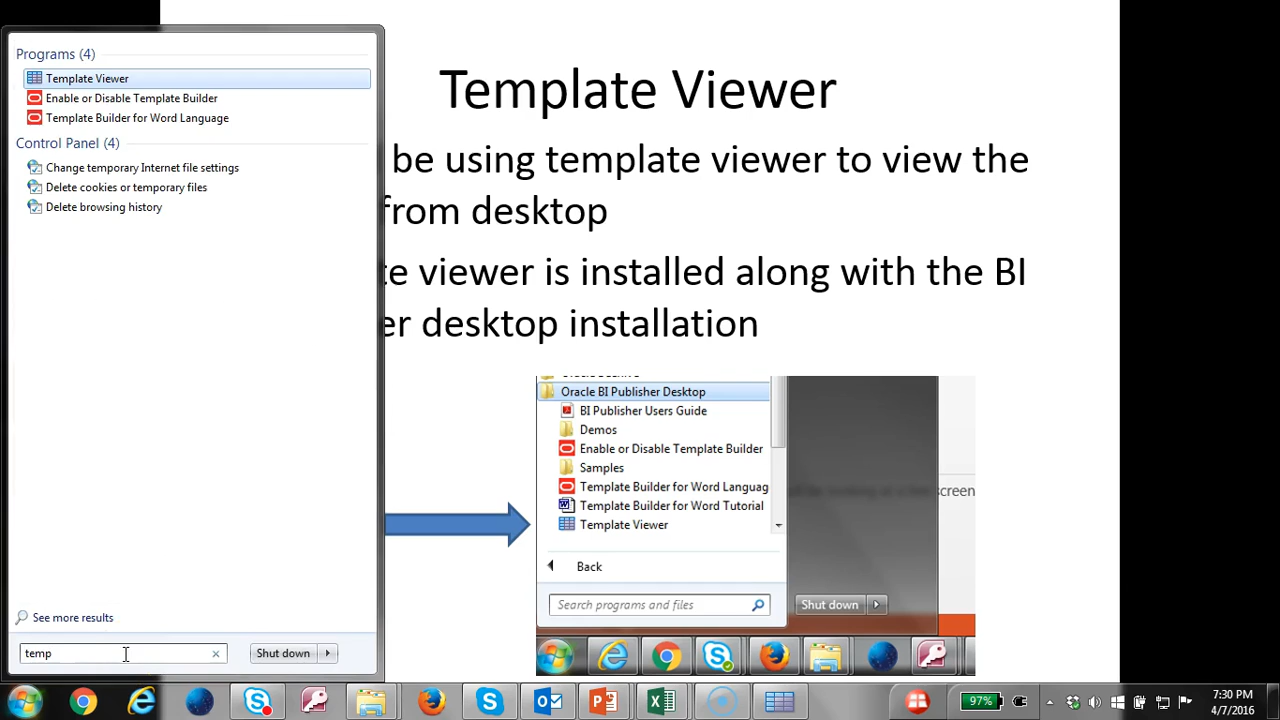 Programs (4)
Template Viewer
Enable or Disable Template Builder
Template Builder for Word Language
Control Panel (4)
Change temporary Internet file settings
Delete cookies or temporary files
Delete browsing history
See more results
temp
Shut down
Template Viewer
be using template viewer to view the
from desktop
te viewer is installed along with the BI
er desktop installation
Oracle BI Publisher Desktop
BI Publisher Users Guide
Demos
Enable or Disable Template Builder
Samples
Template Builder for Word Languag
Template Builder for Word Tutorial
Template Viewer
Back
Search programs and files
Shut down
screen
97%
7:30 PM
4/7/2016